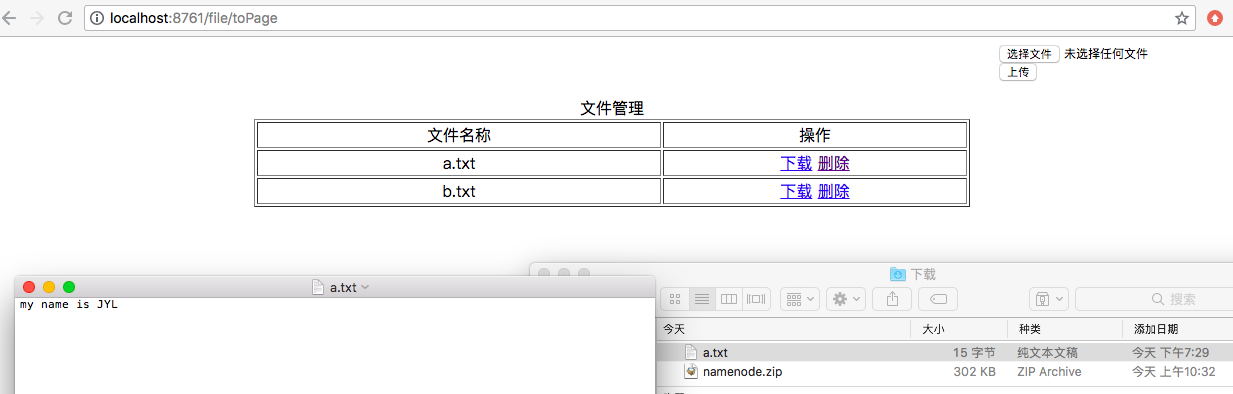 localhost:8761/file/toPage
选择文件 未选择任何文件
上传
文件管理
文件名称 操作
a.txt 下载 删除
b.txt 下载 删除
下载
a.txt
my name is JYL
搜索
今天 大小 种类 添加日期
a.txt 15 字节 纯文本文稿 今天 下午7:29
namenode.zip 302 KB ZIP Archive 今天 上午10:32